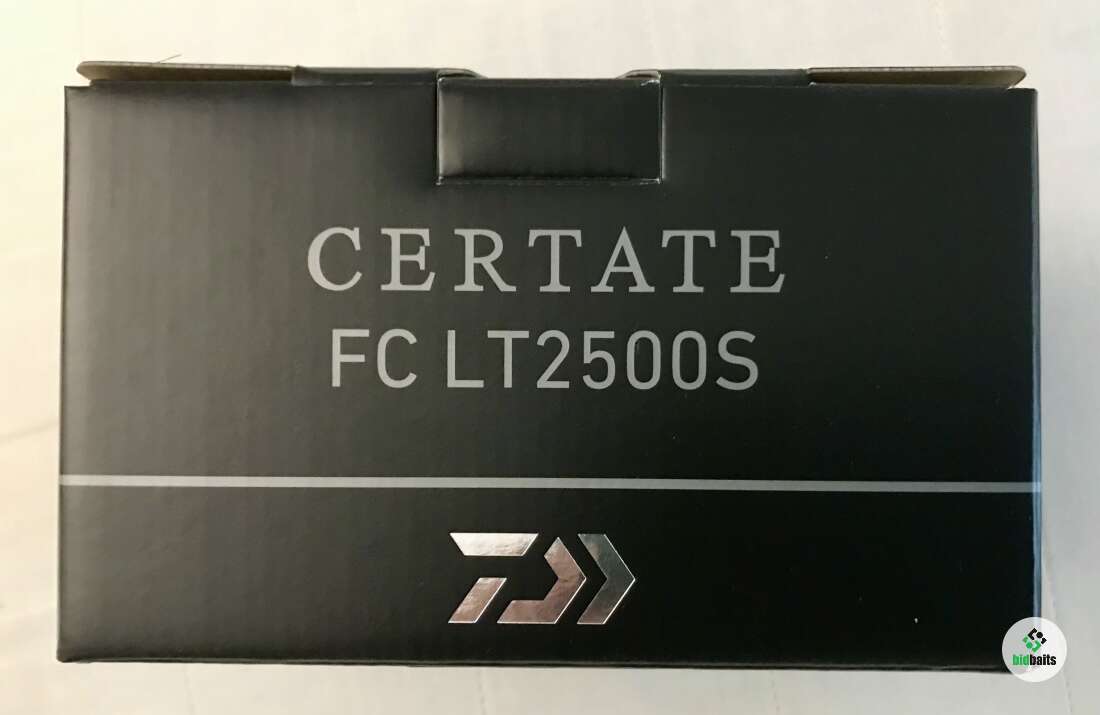 CERTATE
FC LT2500S
bidbaits